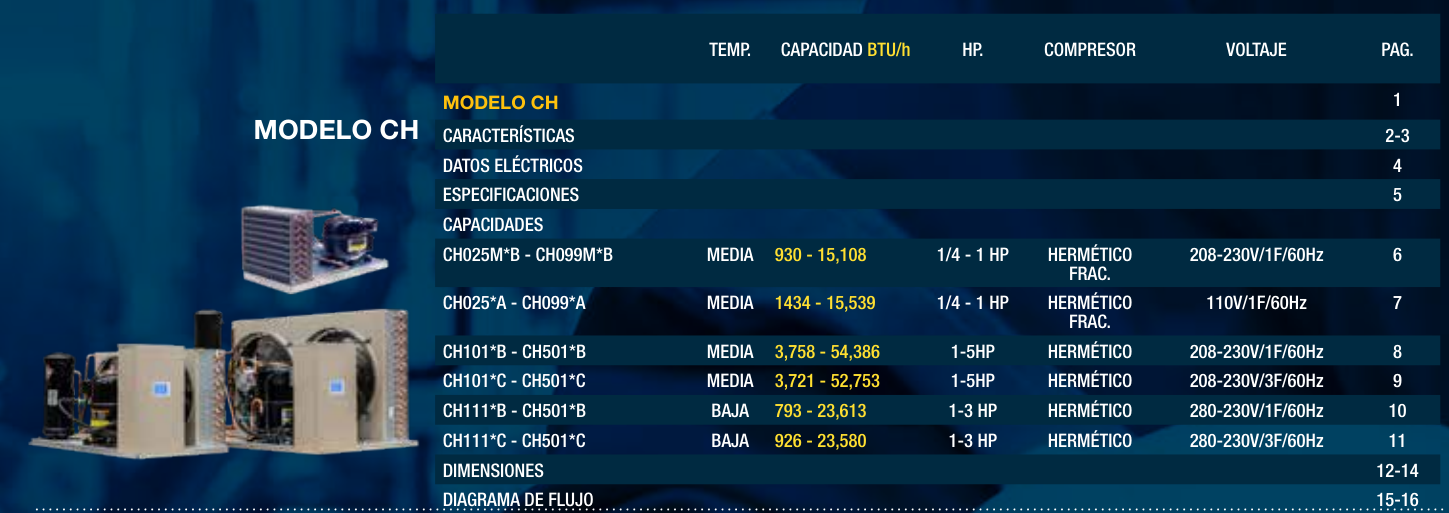 TEMP. CAPACIDAD BTU/h HP. COMPRESOR VOLTAJE PAG.
MODELO CH
MODELO CH 1
CARACTERÍSTICAS 2-3
DATOS ELÉCTRICOS 4
ESPECIFICACIONES 5
CAPACIDADES
CH025M*B - CH099M*B MEDIA 930 - 15,108 1/4 - 1 HP HERMÉTICO 208-230V/1F/60Hz 6
FRAC.
CH025*A - CH099*A MEDIA 1434 - 15,539 1/4 - 1 HP HERMÉTICO 110V/1F/60Hz 7
FRAC.
CH101*B - CH501*B MEDIA 3,758 - 54,386 1-5HP HERMÉTICO 208-230V/1F/60Hz 8
CH101*C - CH501*C MEDIA 3,721 - 52,753 1-5HP HERMÉTICO 208-230V/3F/60Hz 9
CH111*B - CH501*B BAJA 793 - 23,613 1-3 HP HERMÉTICO 280-230V/1F/60Hz 10
CH111*C - CH501*C BAJA 926 - 23,580 1-3 HP HERMÉTICO 280-230V/3F/60Hz 11
DIMENSIONES 12-14
DIAGRAMA DE FLUJO 15-16